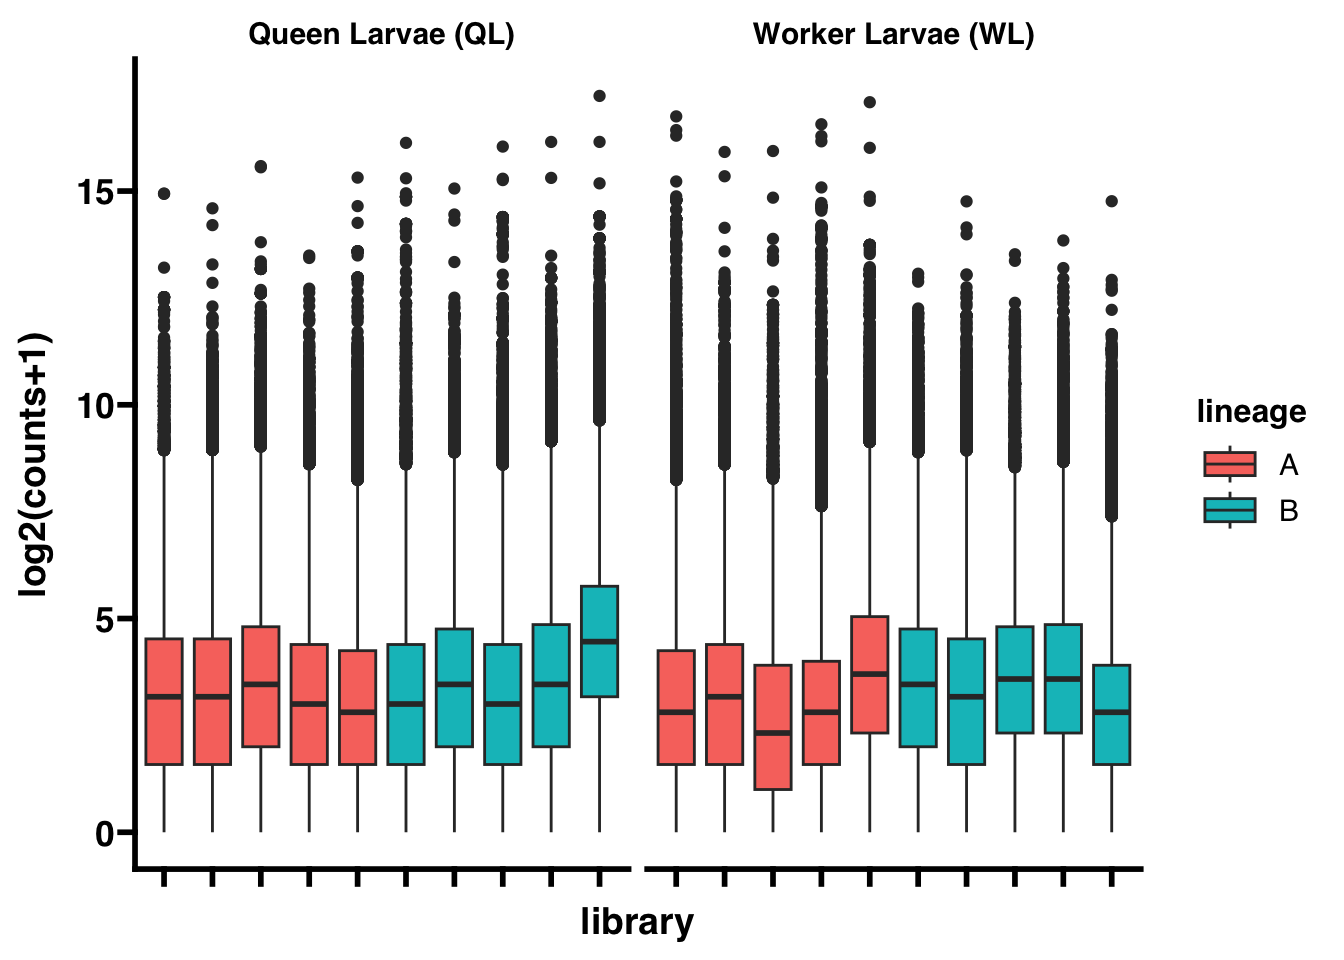 Queen Larvae (QL)
Worker Larvae (WL)
log2(counts+1)
15
10
5
0
library
lineage
A
B